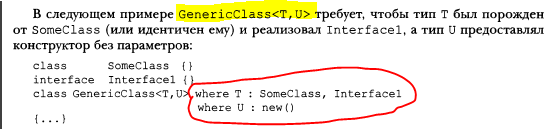 В следующем примере GenericClass<T,U> требует, чтобы тип T был порожден
от SomeClass (или идентичен ему) и реализовал Interface1, а тип U предоставлял
конструктор без параметров:
class SomeClass {}
interface Interface1 {}
class GenericClass<T,U> where T : SomeClass, Interface1
where U : new()
{...}